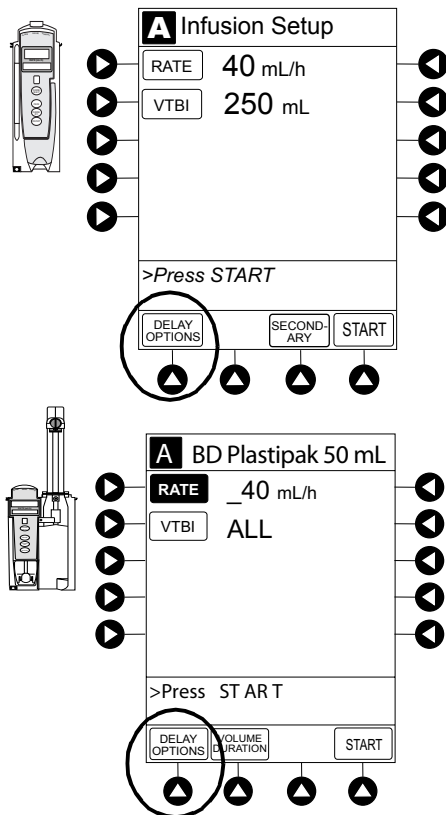 A Infusion Setup
RATE 40 mL/h
VTBI 250 mL
>Press START
DELAY OPTIONS SECOND-ARY START
A BD Plastipak 50 mL
RATE _40 mL/h
VTBI ALL
>Press ST AR T
DELAY OPTIONS VOLUME DURATION START